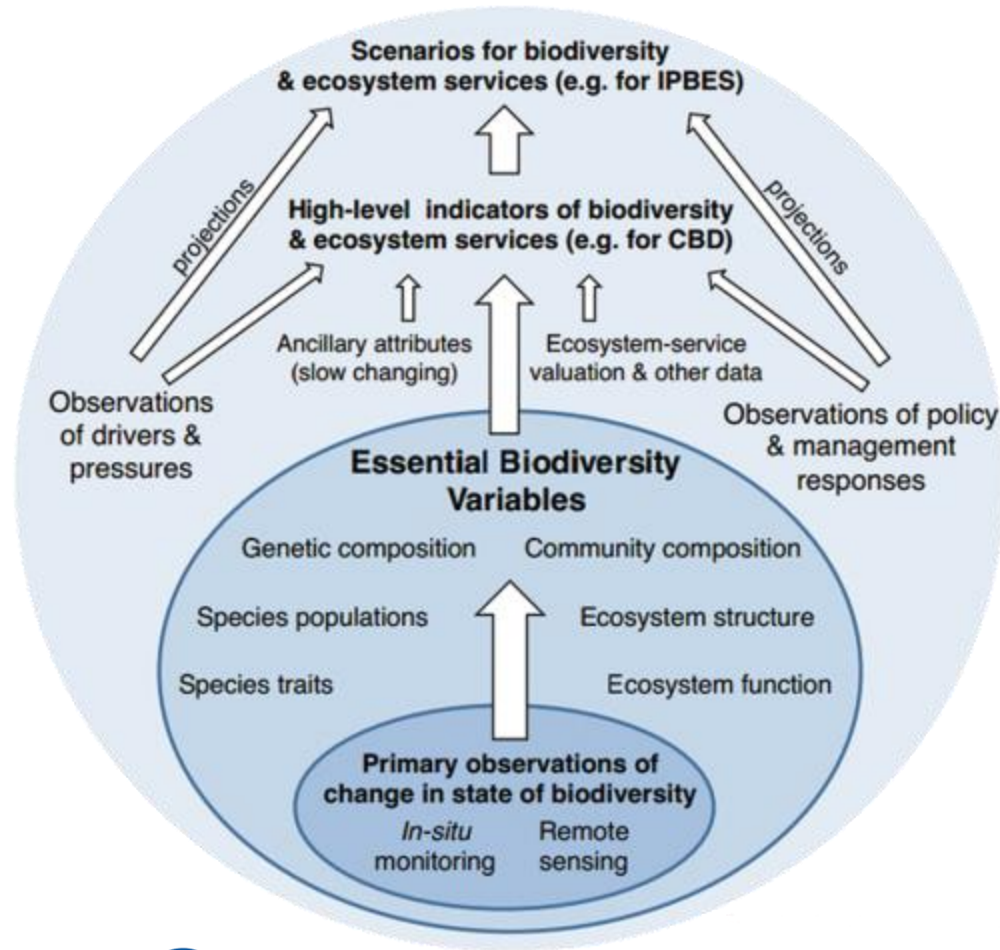 Scenarios for biodiversity
& ecosystem services (e.g. for IPBES)
projections
projections
High-level indicators of biodiversity
& ecosystem services (e.g. for CBD)
Ancillary attributes
(slow changing)
Ecosystem-service
valuation & other data
Observations
of drivers &
pressures
Observations of policy
& management
responses
Essential Biodiversity
Variables
Genetic composition
Community composition
Species populations
Ecosystem structure
Species traits
Ecosystem function
Primary observations of
change in state of biodiversity
In-situ
monitoring
Remote
sensing